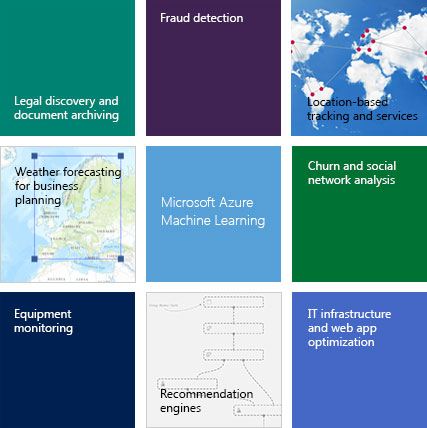 Legal discovery and
document archiving
Fraud detection
Location-based
tracking and services
Weather forecasting
for business
planning
Microsoft Azure
Machine Learning
Churn and social
network analysis
Equipment
monitoring
Recommendation
engines
IT infrastructure
and web app
optimization